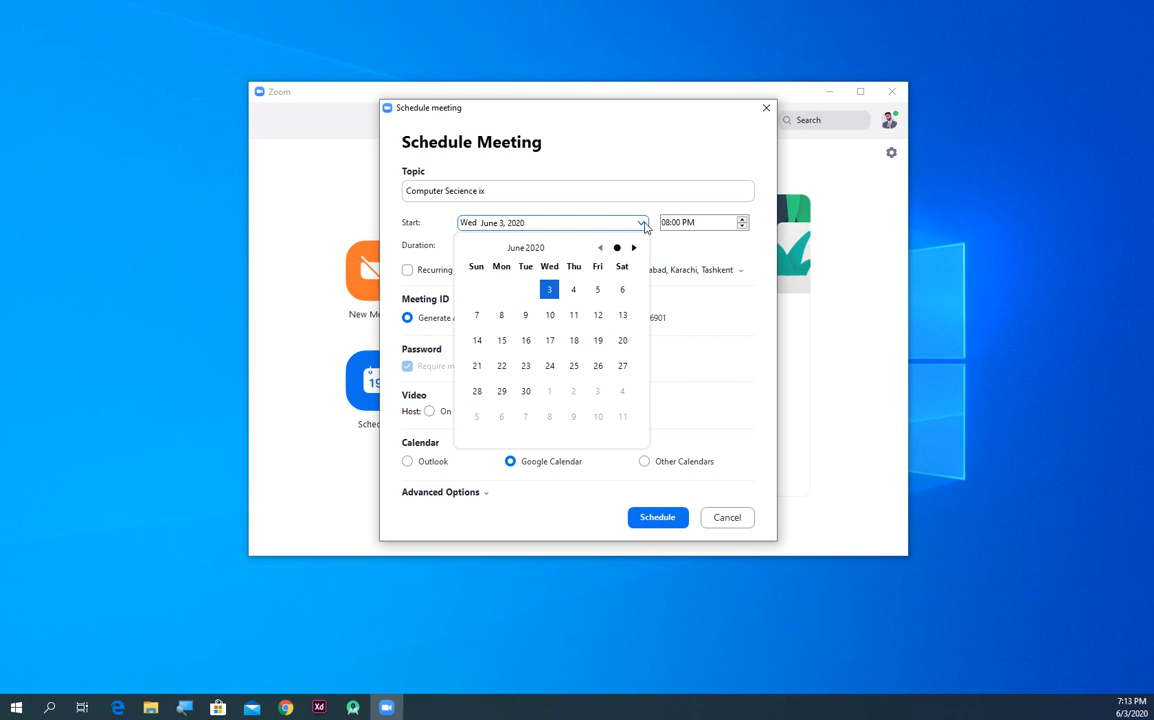 Zoom
Schedule meeting
Search
Schedule Meeting
Topic
Computer Secience ix
Start:
Wed June 3, 2020
08:00 PM
Duration:
June 2020
Sun Mon Tue Wed Thu Fri Sat
3 4 5 6
7 8 9 10 11 12 13
14 15 16 17 18 19 20
21 22 23 24 25 26 27
28 29 30 1 2 3 4
5 6 7 8 9 10 11
Recurring
abad, Karachi, Tashkent
Meeting ID
Generate A
6901
Password
Require m
Video
Host: On
Calendar
Outlook Google Calendar Other Calendars
Advanced Options
Schedule Cancel
New Me
19
Sched
Xd
7:13 PM
6/3/2020